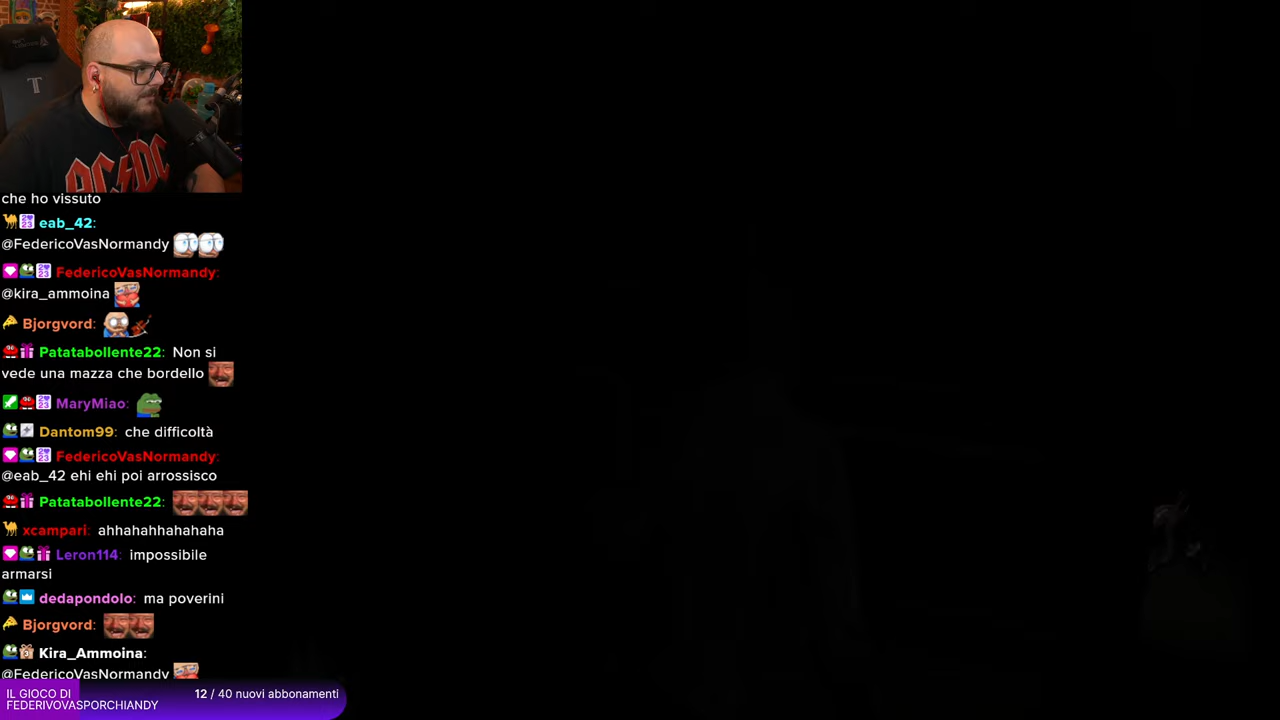 AC/DC
che ho vissuto
eab_42:
@FedericoVasNormandy
FedericoVasNormandy:
@kira_ammoina
Bjorgvord:
Patatabollente22: Non si
vede una mazza che bordello
MaryMiao:
Dantom99: che difficoltà
FedericoVasNormandy:
@eab_42 ehi ehi poi arrossisco
Patatabollente22:
xcampari: ahhahahhahahaha
Leron114: impossibile
armarsi
dedapondolo: ma poverini
Bjorgvord:
Kira_Ammoina:
@FedericoVasNormandy
IL GIOCO DI
FEDERIVOVASPORCHIANDY
12 / 40 nuovi abbonamenti